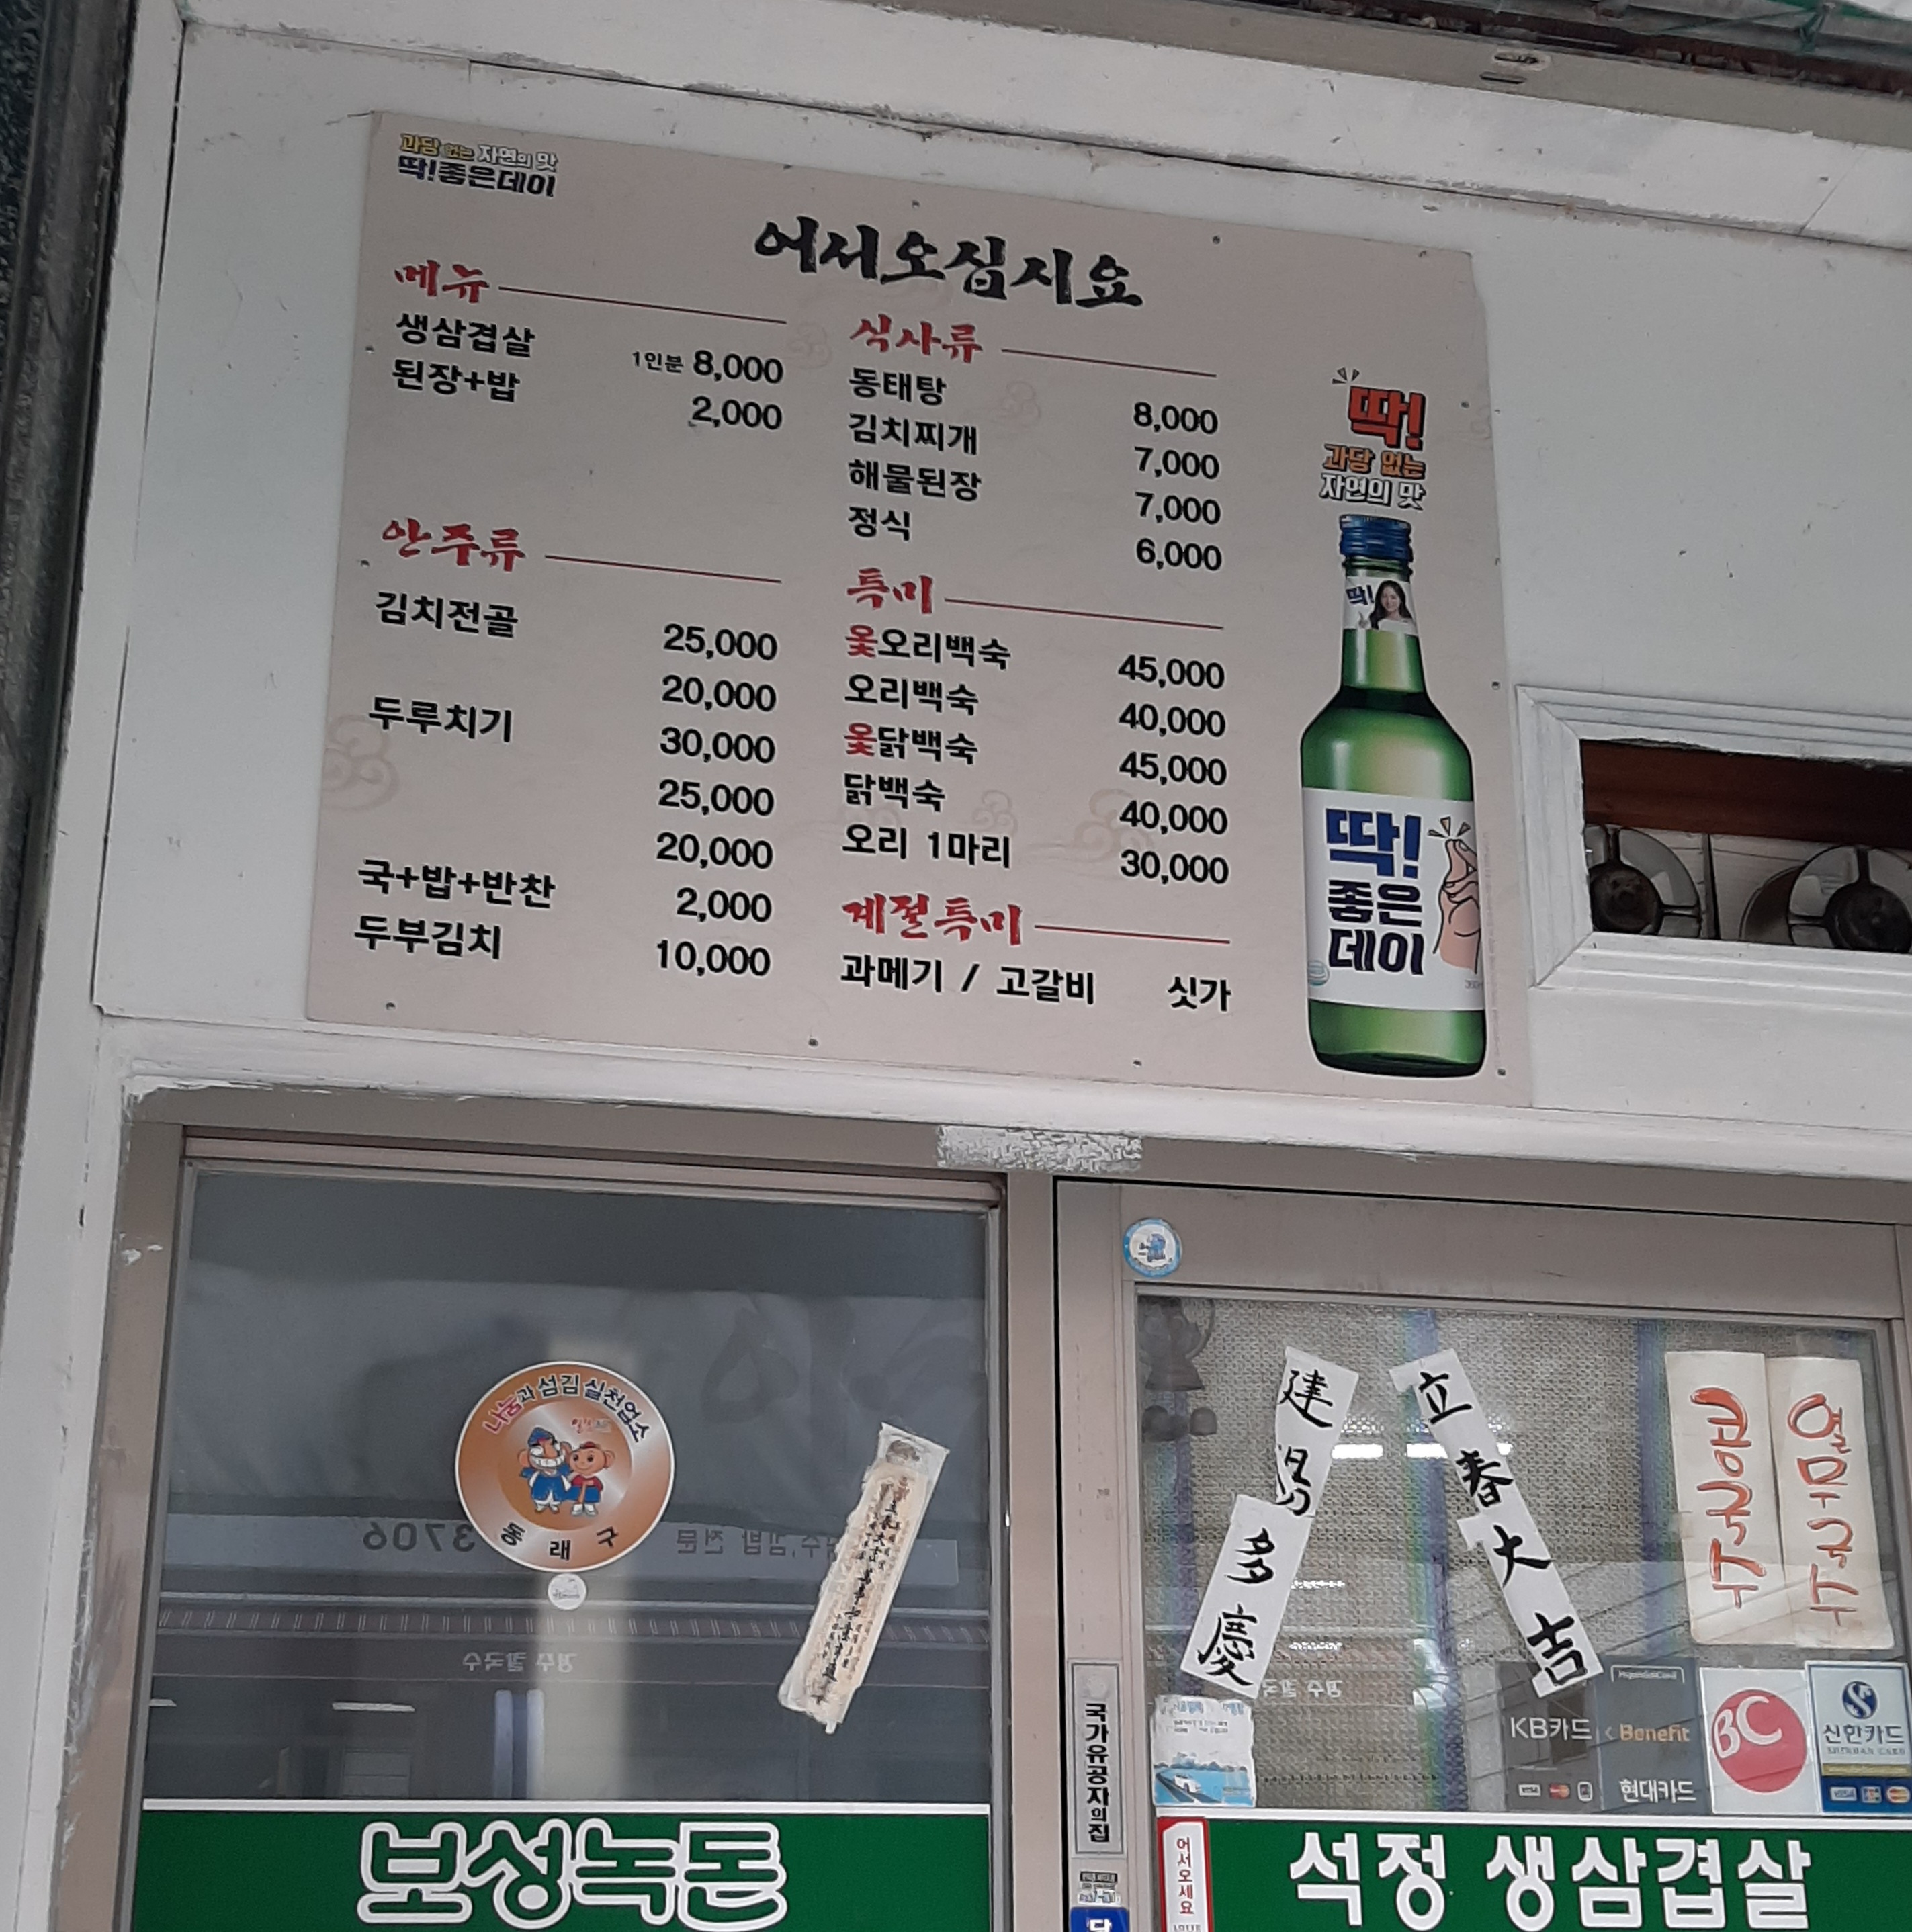 과당 없는 자연의 맛
딱!좋은데이
어서오십시요
메뉴
생삼겹살 1인분 8,000
된장+밥 2,000
안주류
김치전골 25,000
20,000
두루치기 30,000
25,000
20,000
국+밥+반찬 2,000
두부김치 10,000
식사류
동태탕 8,000
김치찌개 7,000
해물된장 7,000
정식 6,000
특미
옻오리백숙 45,000
오리백숙 40,000
옻닭백숙 45,000
닭백숙 40,000
오리 1마리 30,000
계절특미
과메기 / 고갈비 싯가
딱!
과당 없는
자연의 맛
딱!
딱!
좋은
데이
나눔과 섬김 실천업소
동래구
建陽多慶
立春大吉
콩국수
열무국수
국가유공자의집
KB카드
Benefit
현대카드
BC
신한카드
SHINHAN CARD
어서오세요
보성녹돈
석정 생삼겹살